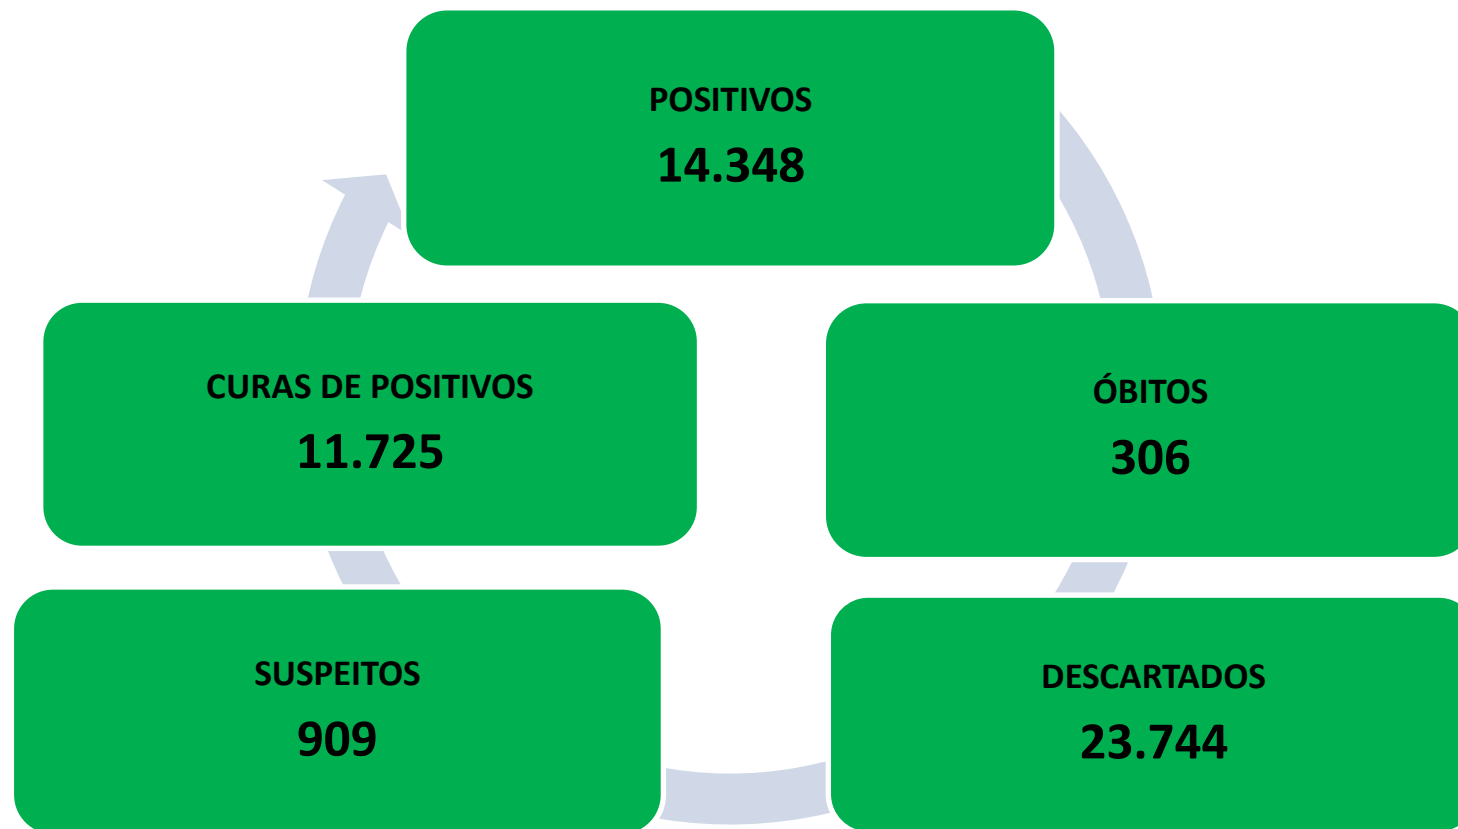 POSITIVOS
14.348
CURAS DE POSITIVOS
11.725
ÓBITOS
306
SUSPEITOS
909
DESCARTADOS
23.744